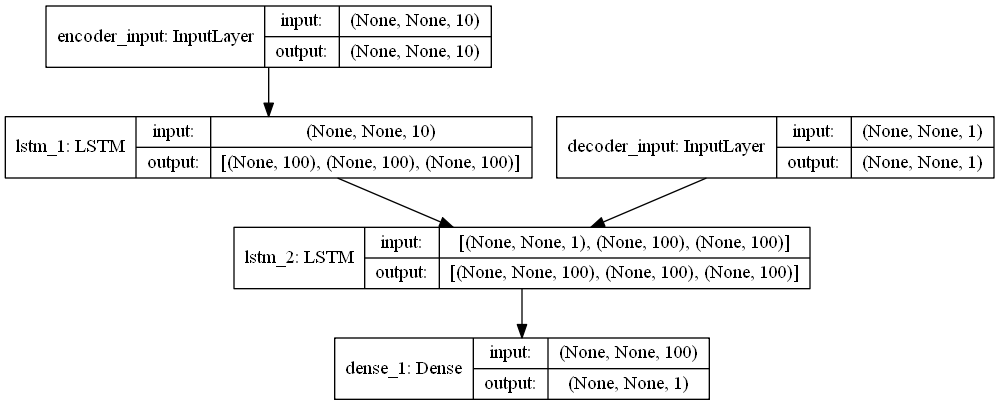 encoder_input: InputLayer
input: (None, None, 10)
output: (None, None, 10)
lstm_1: LSTM
input: (None, None, 10)
output: [(None, 100), (None, 100), (None, 100)]
decoder_input: InputLayer
input: (None, None, 1)
output: (None, None, 1)
lstm_2: LSTM
input: [(None, None, 1), (None, 100), (None, 100)]
output: [(None, None, 100), (None, 100), (None, 100)]
dense_1: Dense
input: (None, None, 100)
output: (None, None, 1)